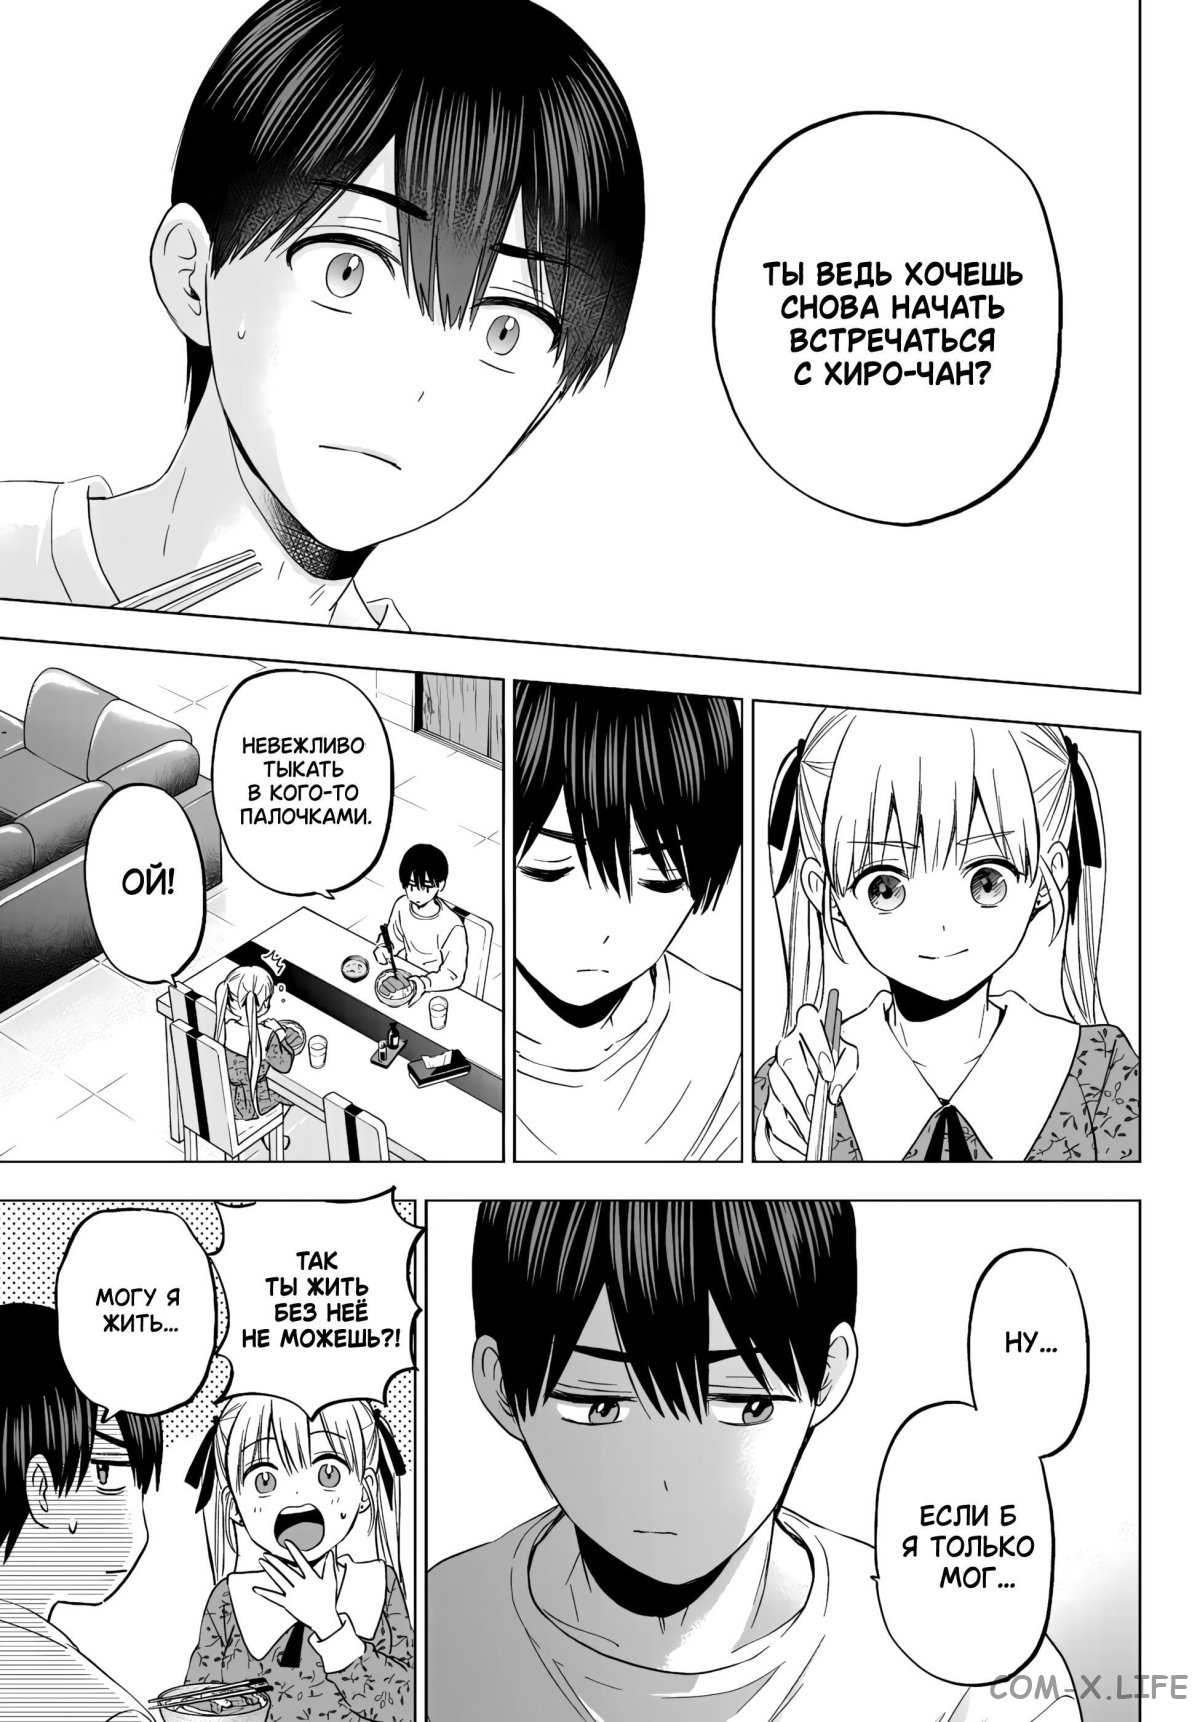 ТЫ ВЕДЬ ХОЧЕШЬ
СНОВА НАЧАТЬ
ВСТРЕЧАТЬСЯ
С ХИРО-ЧАН?
НЕВЕЖЛИВО
ТЫКАТЬ
В КОГО-ТО
ПАЛОЧКАМИ.
ОЙ!
НУ...
ЕСЛИ Б
Я ТОЛЬКО
МОГ...
ТАК
ТЫ ЖИТЬ
БЕЗ НЕЁ
НЕ МОЖЕШЬ?!
МОГУ Я
ЖИТЬ...
COM-X.LIFE